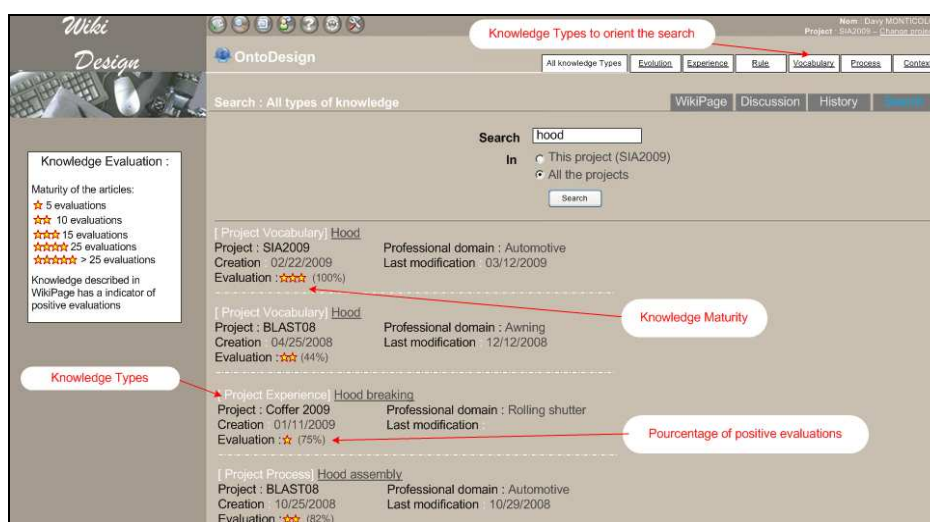 Wiki
Design
Nom : Davy MONTICOL
Project : SIA2009 – Change projec
Knowledge Types to orient the search
OntoDesign
All knowledge Types Evolution Experience Rule Vocabulary Process Contex
Search : All types of knowledge
WikiPage Discussion History Search
Search hood
In This project (SIA2009)
All the projects
Search
Knowledge Evaluation :
Maturity of the articles:
5 evaluations
10 evaluations
15 evaluations
25 evaluations
> 25 evaluations
Knowledge described in
WikiPage has a indicator of
positive evaluations
[ Project Vocabulary] Hood
Project : SIA2009 Professional domain : Automotive
Creation : 02/22/2009 Last modification : 03/12/2009
Evaluation : (100%)
Knowledge Maturity
[ Project Vocabulary] Hood
Project : BLAST08 Professional domain : Awning
Creation : 04/25/2008 Last modification : 12/12/2008
Evaluation : (44%)
Knowledge Types
[ Project Experience] Hood breaking
Project : Coffer 2009 Professional domain : Rolling shutter
Creation : 01/11/2009 Last modification :
Evaluation : (75%)
Pourcentage of positive evaluations
[ Project Process] Hood assembly
Project : BLAST08 Professional domain : Automotive
Creation : 10/25/2008 Last modification : 10/29/2008
Evaluation : (82%)